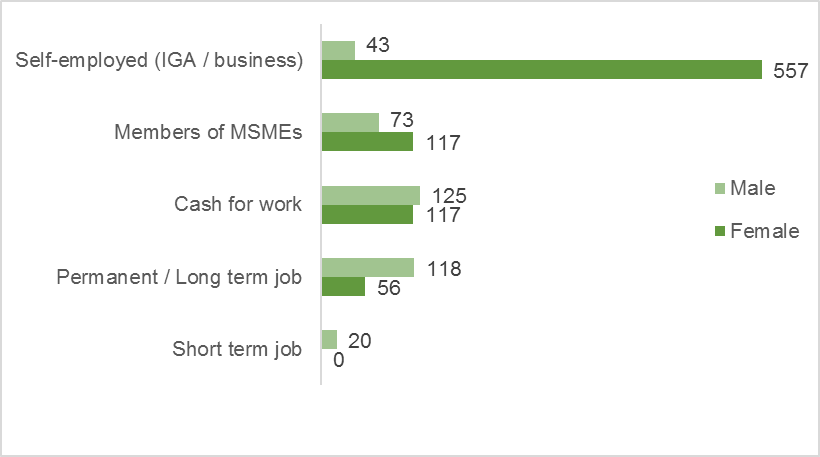 Self-employed (IGA / business)
43
557
Members of MSMEs
73
117
Cash for work
125
117
Permanent / Long term job
118
56
Short term job
20
0
Male
Female